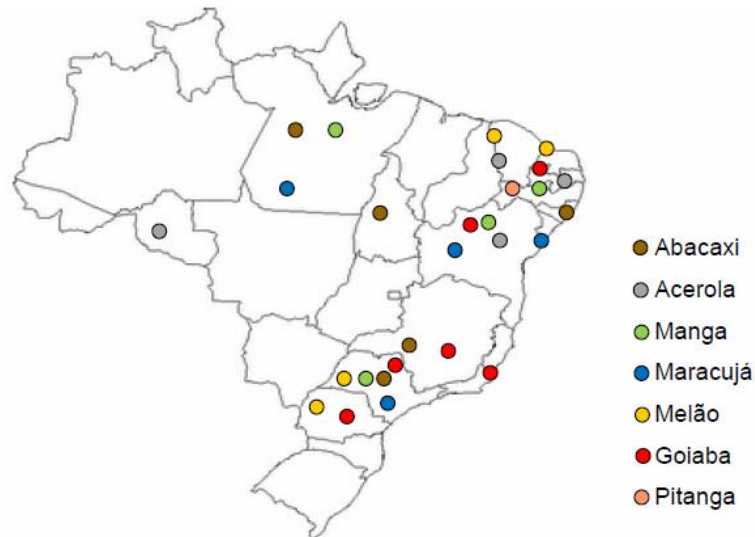 Abacaxi
Acerola
Manga
Maracujá
Melão
Goiaba
Pitanga